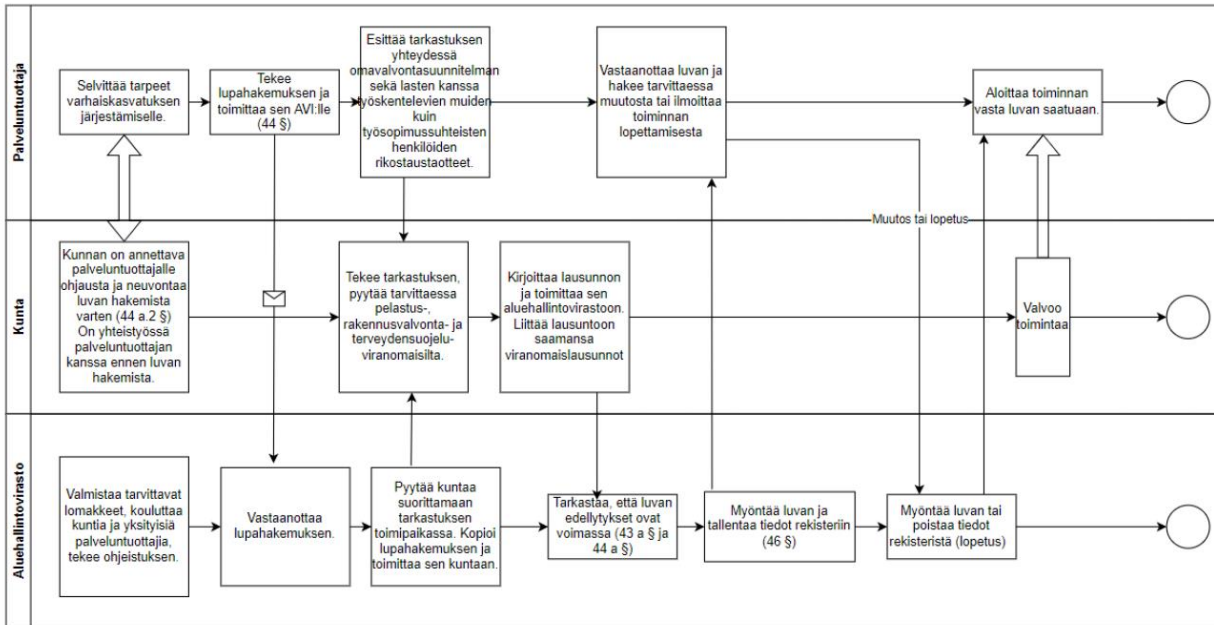 Palveluntuottaja
Selvittää tarpeet
varhaiskasvatuksen
järjestämiselle.
Tekee
lupahakemuksen ja
toimittaa sen AVI:lle
(44 §)
Esittää tarkastuksen
yhteydessä
omavalvontasuunnitelman
sekä lasten kanssa
työskentelevien muiden
kuin
työsopimussuhteisten
henkilöiden
rikostaustaotteet.
Vastaanottaa luvan ja
hakee tarvittaessa
muutosta tai ilmoittaa
toiminnan
lopettamisesta
Aloittaa toiminnan
vasta luvan saatuaan.
Muutos tai lopetus
Kunta
Kunnan on annettava
palveluntuottajalle
ohjausta ja neuvontaa
luvan hakemista
varten (44 a.2 §)
On yhteistyössä
palveluntuottajan
kanssa ennen luvan
hakemista.
Tekee tarkastuksen,
pyytää tarvittaessa
pelastus-,
rakennusvalvonta- ja
terveydensuojelu-
viranomaisilta.
Kirjoittaa lausunnon
ja toimittaa sen
aluehallintovirastoon.
Liittää lausuntoon
saamansa
viranomaislausunnot
Valvoo
toimintaa
Aluehallintovirasto
Valmistaa tarvittavat
lomakkeet, kouluttaa
kuntia ja yksityisiä
palveluntuottajia,
tekee ohjeistuksen.
Vastaanottaa
lupahakemuksen.
Pyytää kuntaa
suorittamaan
tarkastuksen
toimipaikassa. Kopioi
lupahakemuksen ja
toimittaa sen kuntaan.
Tarkastaa, että luvan
edellytykset ovat
voimassa (43 a § ja
44 a §)
Myöntää luvan ja
tallentaa tiedot rekisteriin
(46 §)
Myöntää luvan tai
poistaa tiedot
rekisteristä (lopetus)